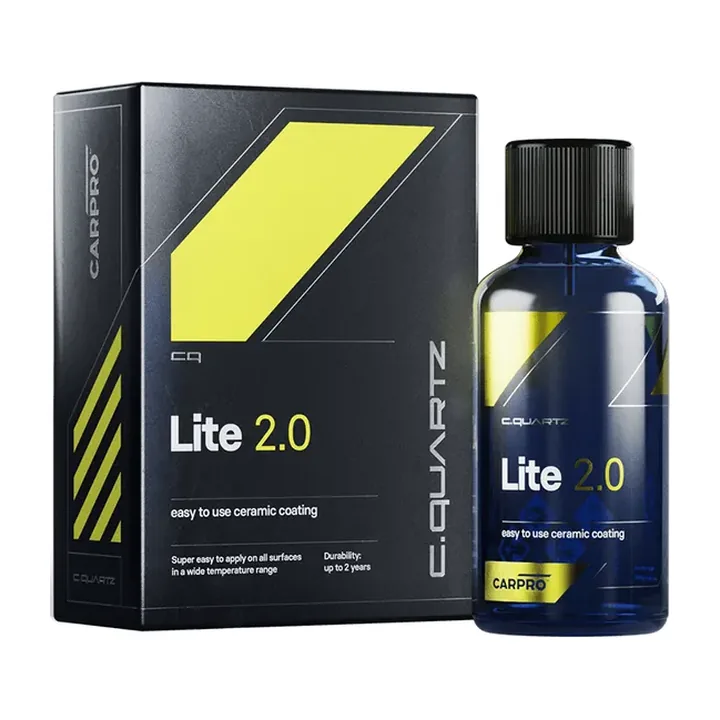 CARPRO
C.QUARTZ
CQ
Lite 2.0
easy to use ceramic coating
Super easy to apply on all surfaces
in a wide temperature range
Durability:
up to 2 years
C.QUARTZ
C.QUARTZ
Lite 2.0
easy to use ceramic coating
CARPRO